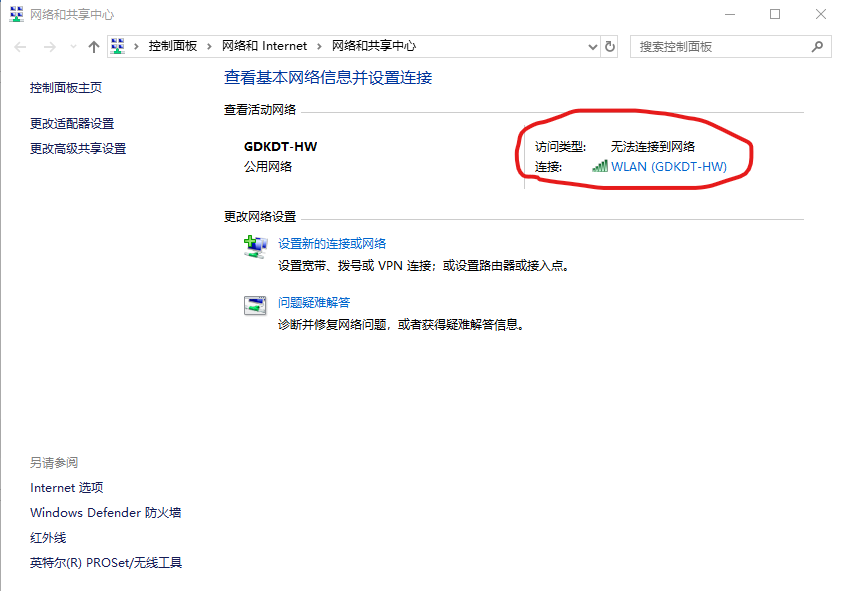 网络和共享中心
控制面板 › 网络和 Internet › 网络和共享中心
搜索控制面板
控制面板主页
更改适配器设置
更改高级共享设置
查看基本网络信息并设置连接
查看活动网络
GDKDT-HW
公用网络
访问类型: 无法连接到网络
连接: WLAN (GDKDT-HW)
更改网络设置
设置新的连接或网络
设置宽带、拨号或 VPN 连接；或设置路由器或接入点。
问题疑难解答
诊断并修复网络问题，或者获得疑难解答信息。
另请参阅
Internet 选项
Windows Defender 防火墙
红外线
英特尔(R) PROSet/无线工具